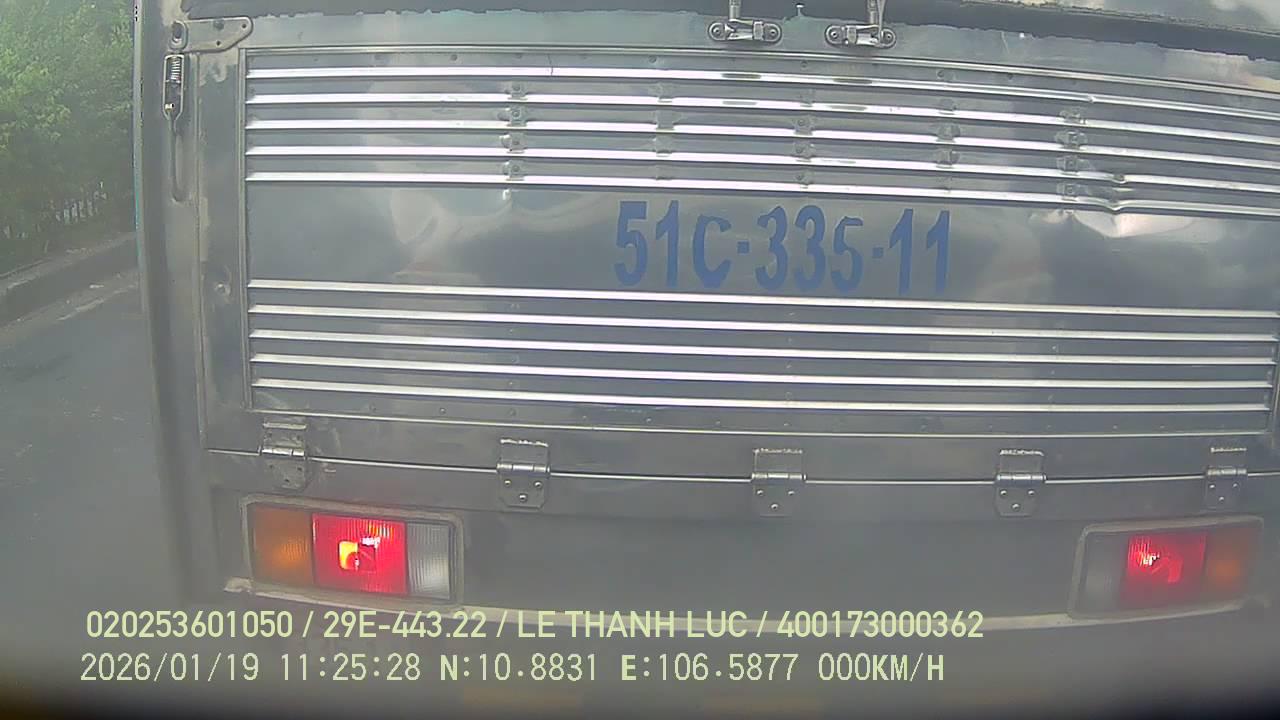 51C·335·11
020253601050 / 29E-443.22 / LE THANH LUC / 400173000362
2026/01/19 11:25:28 N:10.8831 E:106.5877 000KM/H